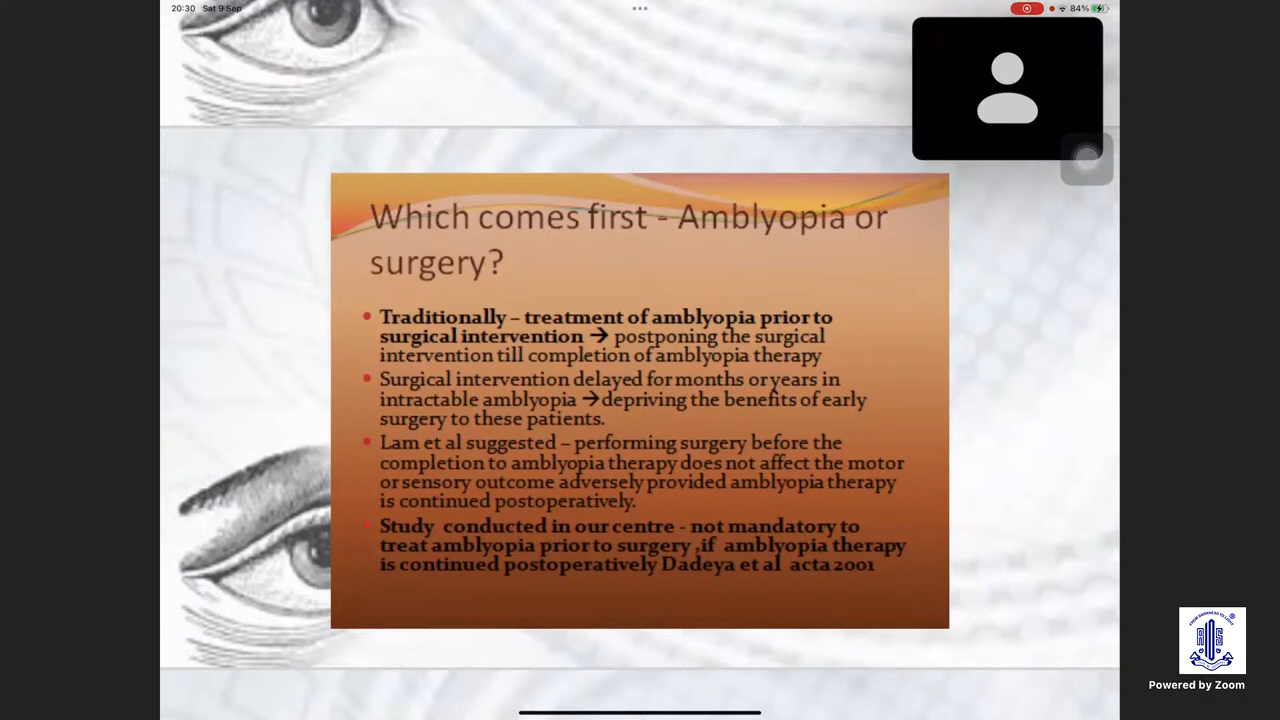 20:30 Sat 9 Sep
84%
Which comes first - Amblyopia or
surgery?
Traditionally – treatment of amblyopia prior to
surgical intervention → postponing the surgical
intervention till completion of amblyopia therapy
Surgical intervention delayed for months or years in
intractable amblyopia →depriving the benefits of early
surgery to these patients.
Lam et al suggested – performing surgery before the
completion to amblyopia therapy does not affect the motor
or sensory outcome adversely provided amblyopia therapy
is continued postoperatively.
Study conducted in our centre - not mandatory to
treat amblyopia prior to surgery ,if amblyopia therapy
is continued postoperatively Dadeya et al acta 2001
Powered by Zoom